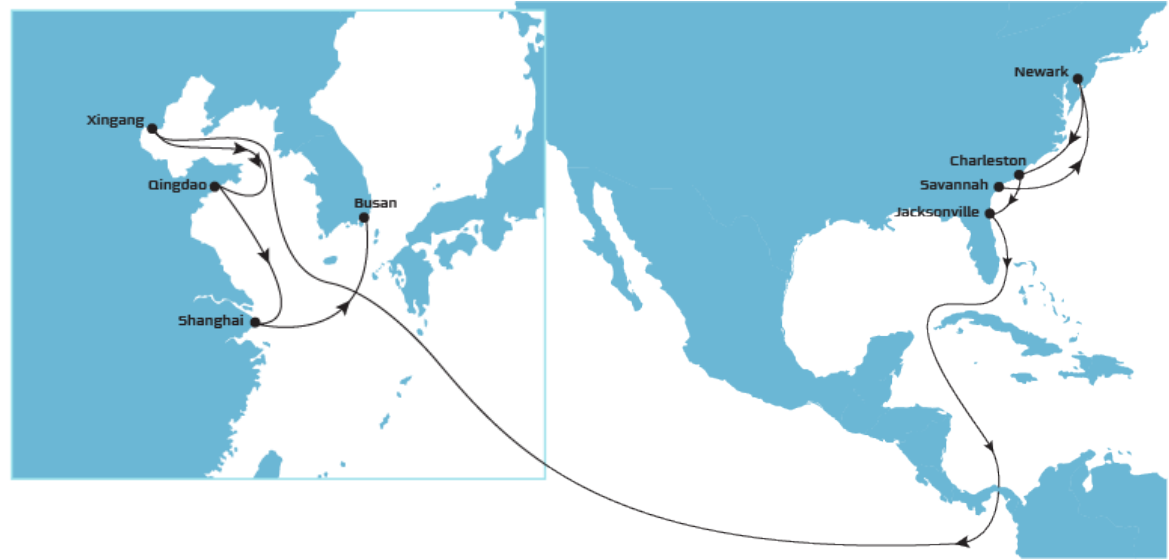 Xingang
Qingdao
Busan
Shanghai
Newark
Charleston
Savannah
Jacksonville